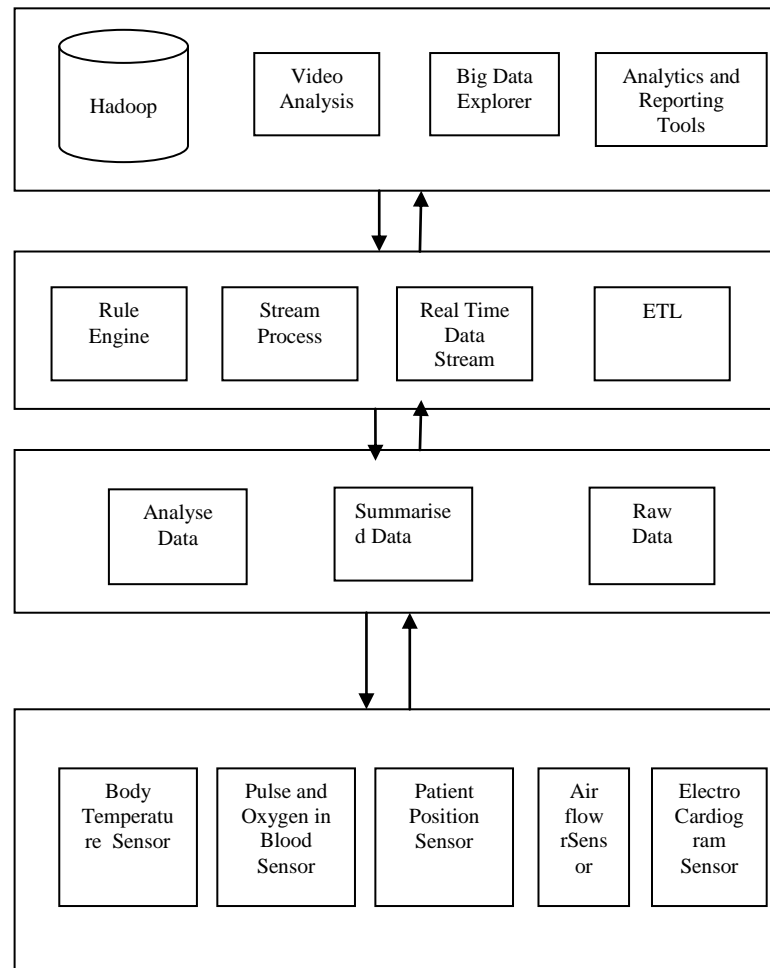 Hadoop
Video
Analysis
Big Data
Explorer
Analytics and
Reporting
Tools
Rule
Engine
Stream
Process
Real Time
Data
Stream
ETL
Analyse
Data
Summarise
d Data
Raw
Data
Body
Temperatu
re Sensor
Pulse and
Oxygen in
Blood
Sensor
Patient
Position
Sensor
Air
flow
rSens
or
Electro
Cardiog
ram
Sensor